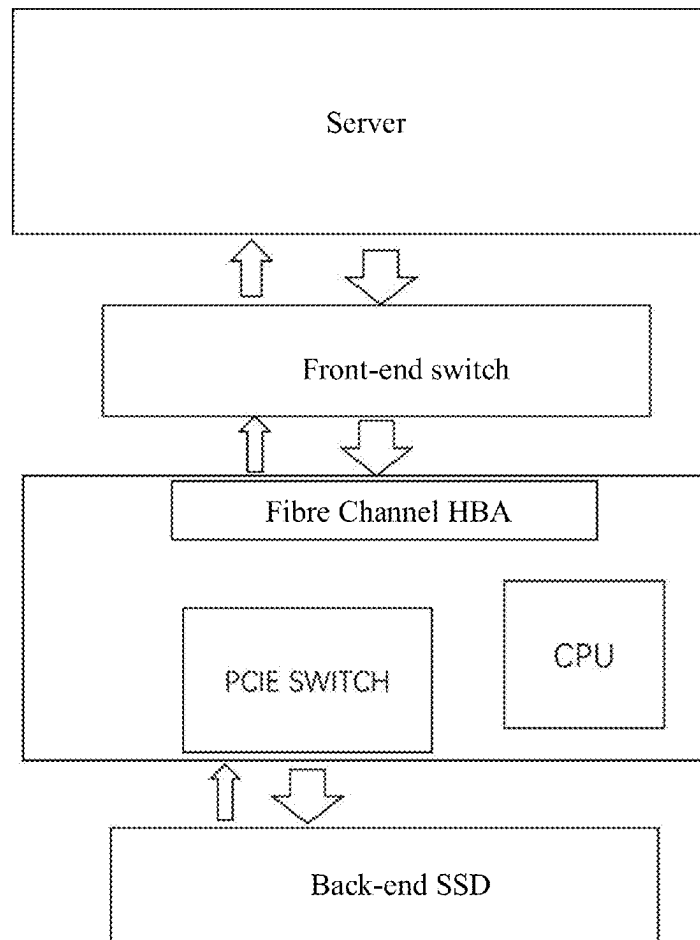 Server
Front-end switch
Fibre Channel HBA
CPU
PCIE SWITCH
Back-end SSD